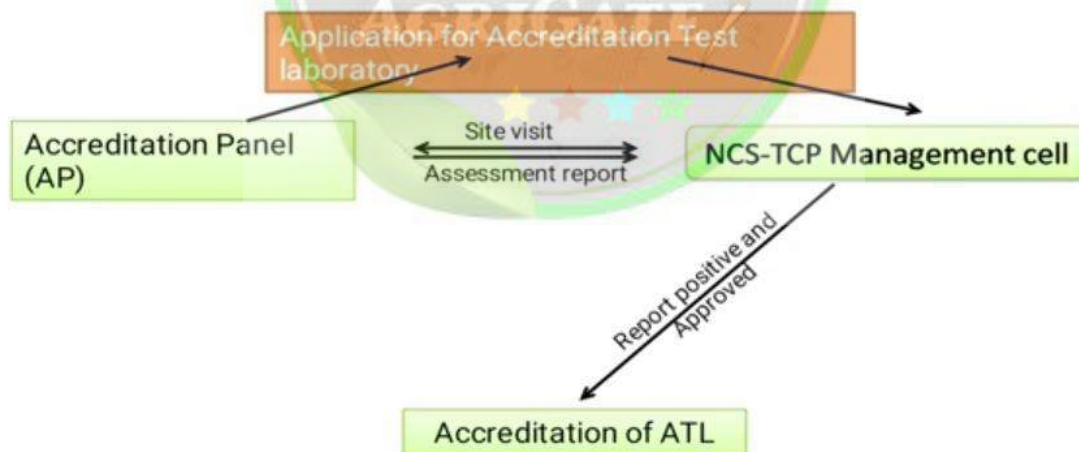 AGRIGATE
Application for Accreditation Test
laboratory
Accreditation Panel
(AP)
Site visit
Assessment report
NCS-TCP Management cell
Report positive and
Approved
Accreditation of ATL